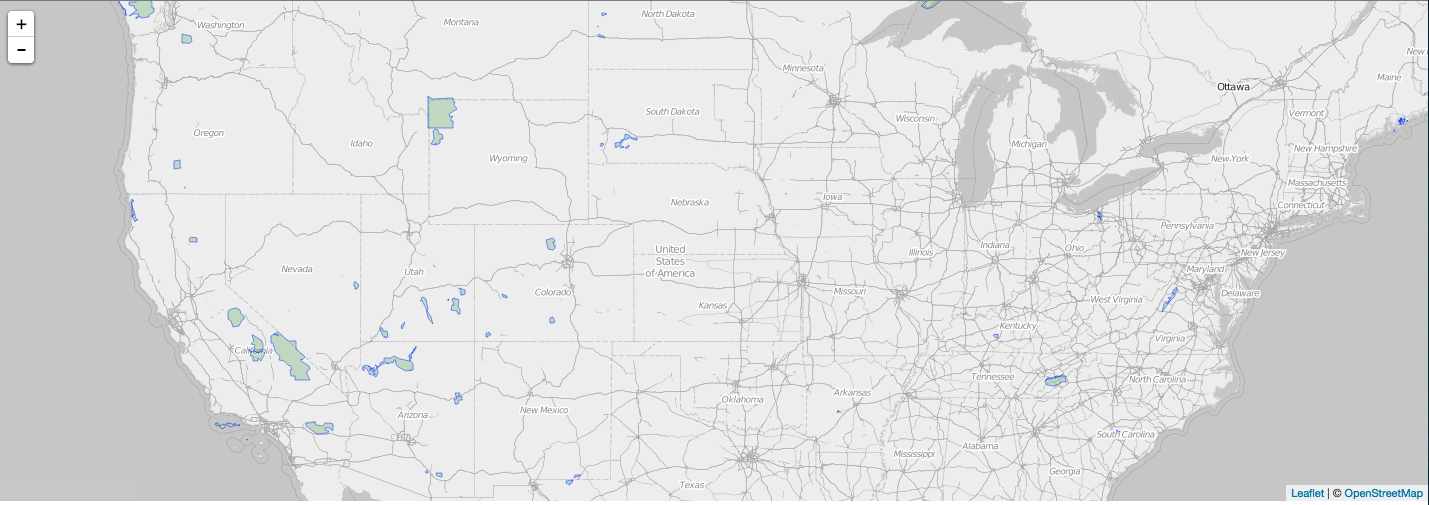 +
−
Washington
Montana
North Dakota
Minnesota
Ottawa
Maine
Oregon
Idaho
Wyoming
South Dakota
Wisconsin
Michigan
Vermont
New Hampshire
New York
Massachusetts
Connecticut
Nebraska
Iowa
Illinois
Indiana
Ohio
Pennsylvania
New Jersey
Maryland
Delaware
Nevada
Utah
Colorado
United
States
of America
Kansas
Missouri
West Virginia
Kentucky
Virginia
California
Arizona
New Mexico
Oklahoma
Arkansas
Tennessee
North Carolina
South Carolina
Mississippi
Alabama
Georgia
Texas
Leaflet | © OpenStreetMap